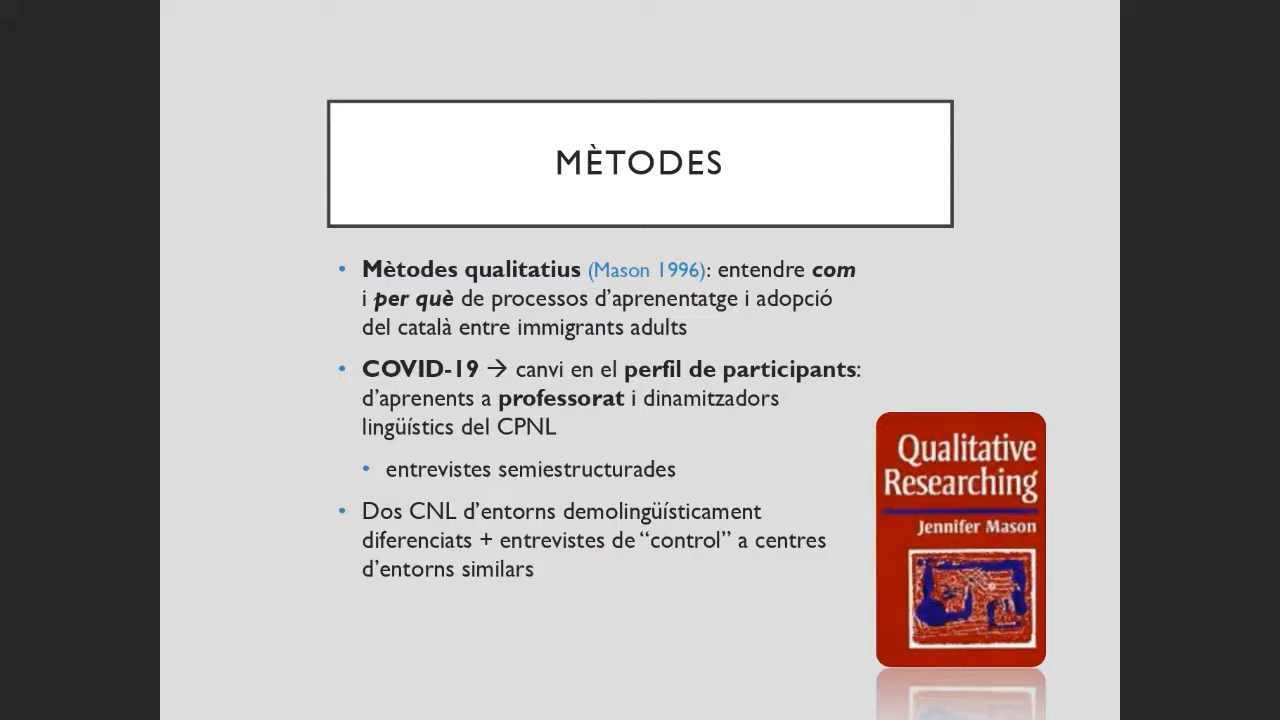 MÈTODES
• Mètodes qualitatius (Mason 1996): entendre com
i per què de processos d’aprenentatge i adopció
del català entre immigrants adults
• COVID-19 → canvi en el perfil de participants:
d’aprenents a professorat i dinamitzadors
lingüístics del CPNL
• entrevistes semiestructurades
• Dos CNL d’entorns demolingüísticament
diferenciats + entrevistes de “control” a centres
d’entorns similars
Qualitative
Researching
Jennifer Mason